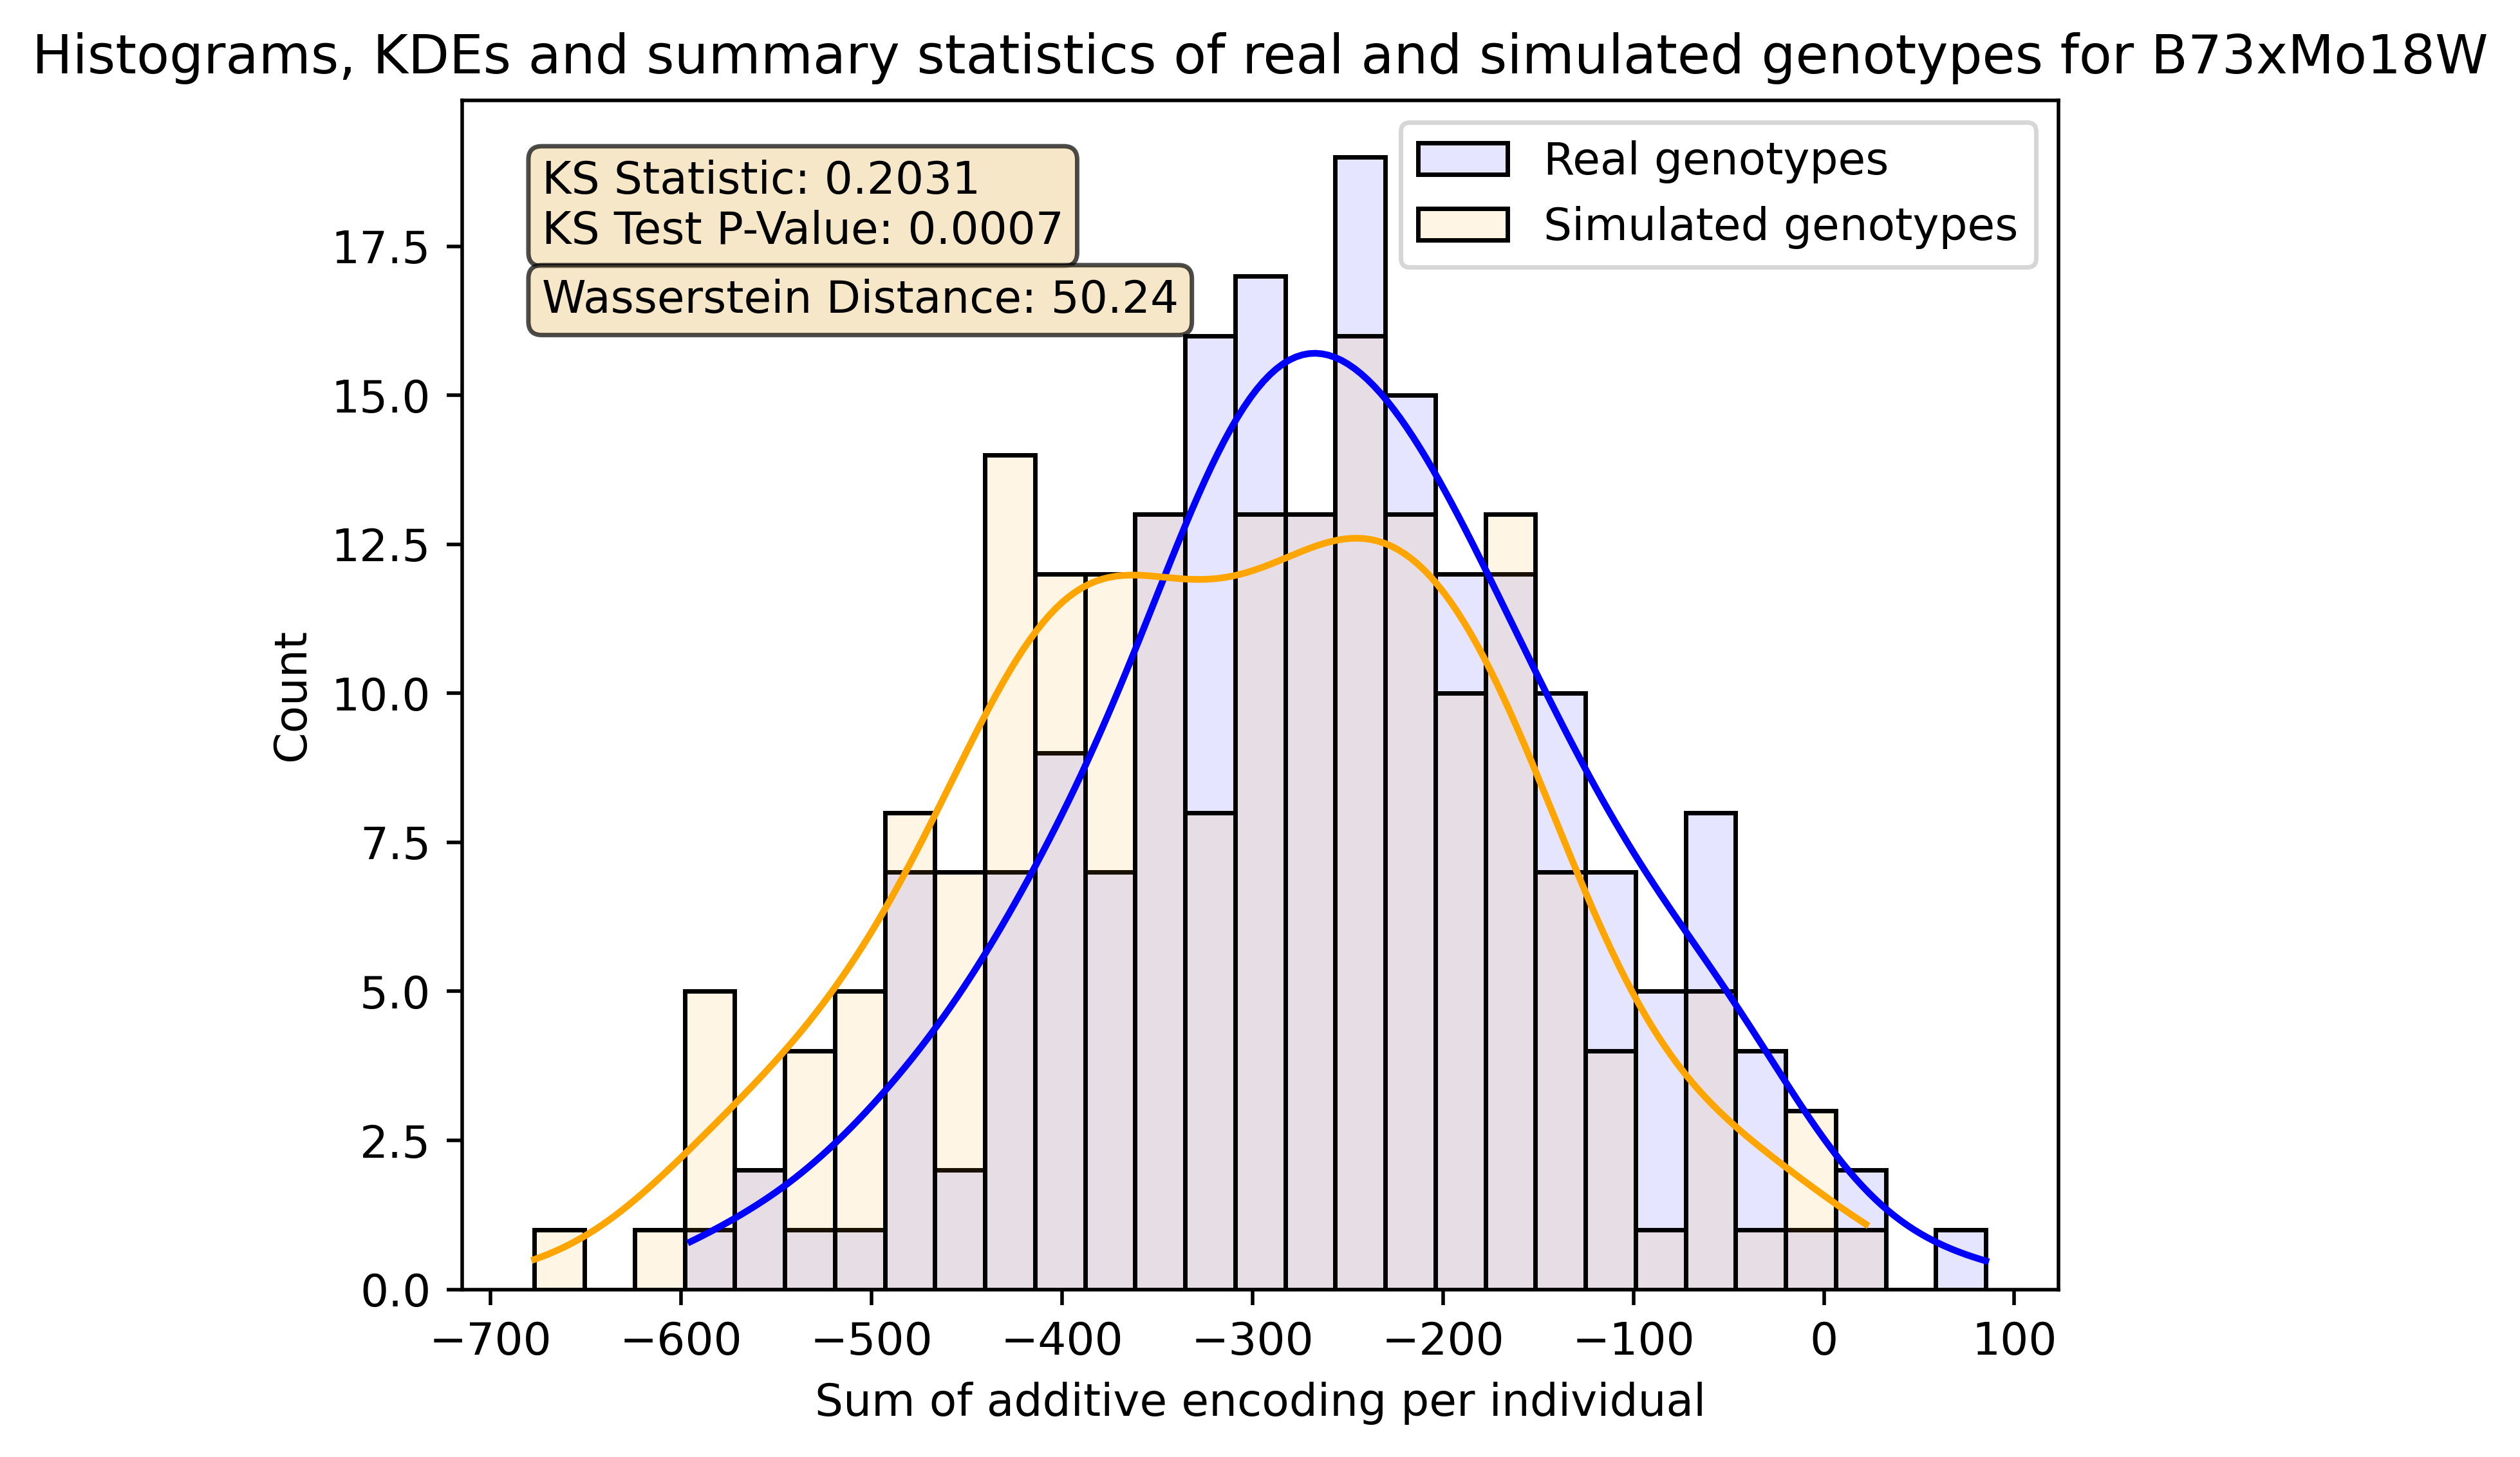 Histograms, KDEs and summary statistics of real and simulated genotypes for B73xMo18W
KS Statistic: 0.2031
KS Test P-Value: 0.0007
Wasserstein Distance: 50.24
Real genotypes
Simulated genotypes
17.5
15.0
12.5
10.0
7.5
5.0
2.5
0.0
Count
−700
−600
−500
−400
−300
−200
−100
0
100
Sum of additive encoding per individual